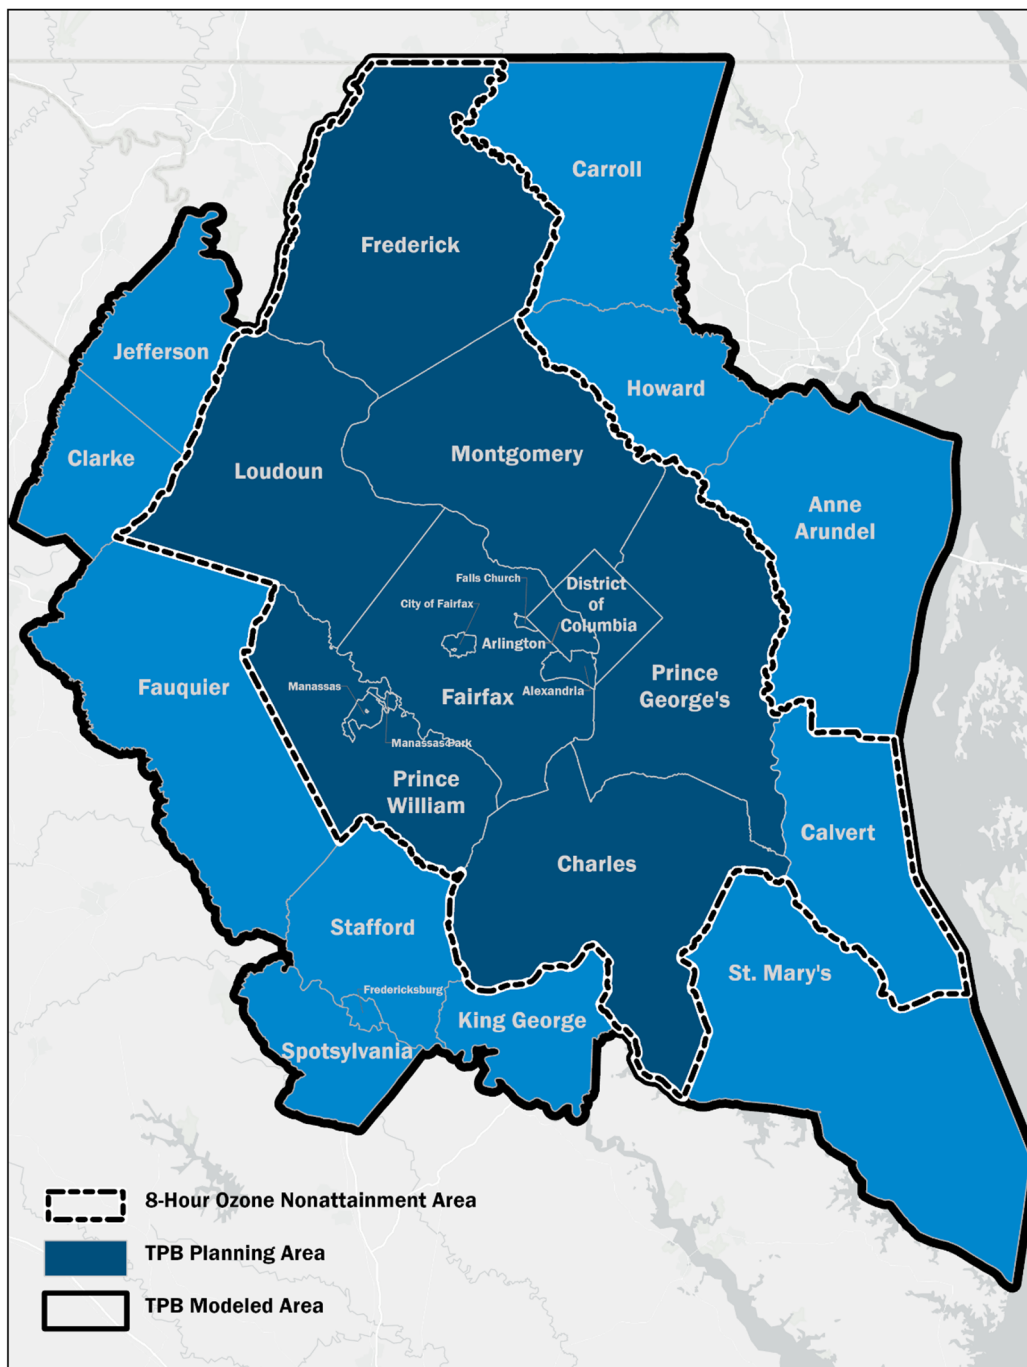 Carroll
Frederick
Jefferson
Howard
Clarke
Loudoun
Montgomery
Anne
Arundel
Falls Church
District
of
Columbia
City of Fairfax
Arlington
Prince
George's
Fauquier
Manassas
Fairfax
Alexandria
Manassas Park
Prince
William
Calvert
Charles
Stafford
St. Mary's
Fredericksburg
King George
Spotsylvania
8-Hour Ozone Nonattainment Area
TPB Planning Area
TPB Modeled Area